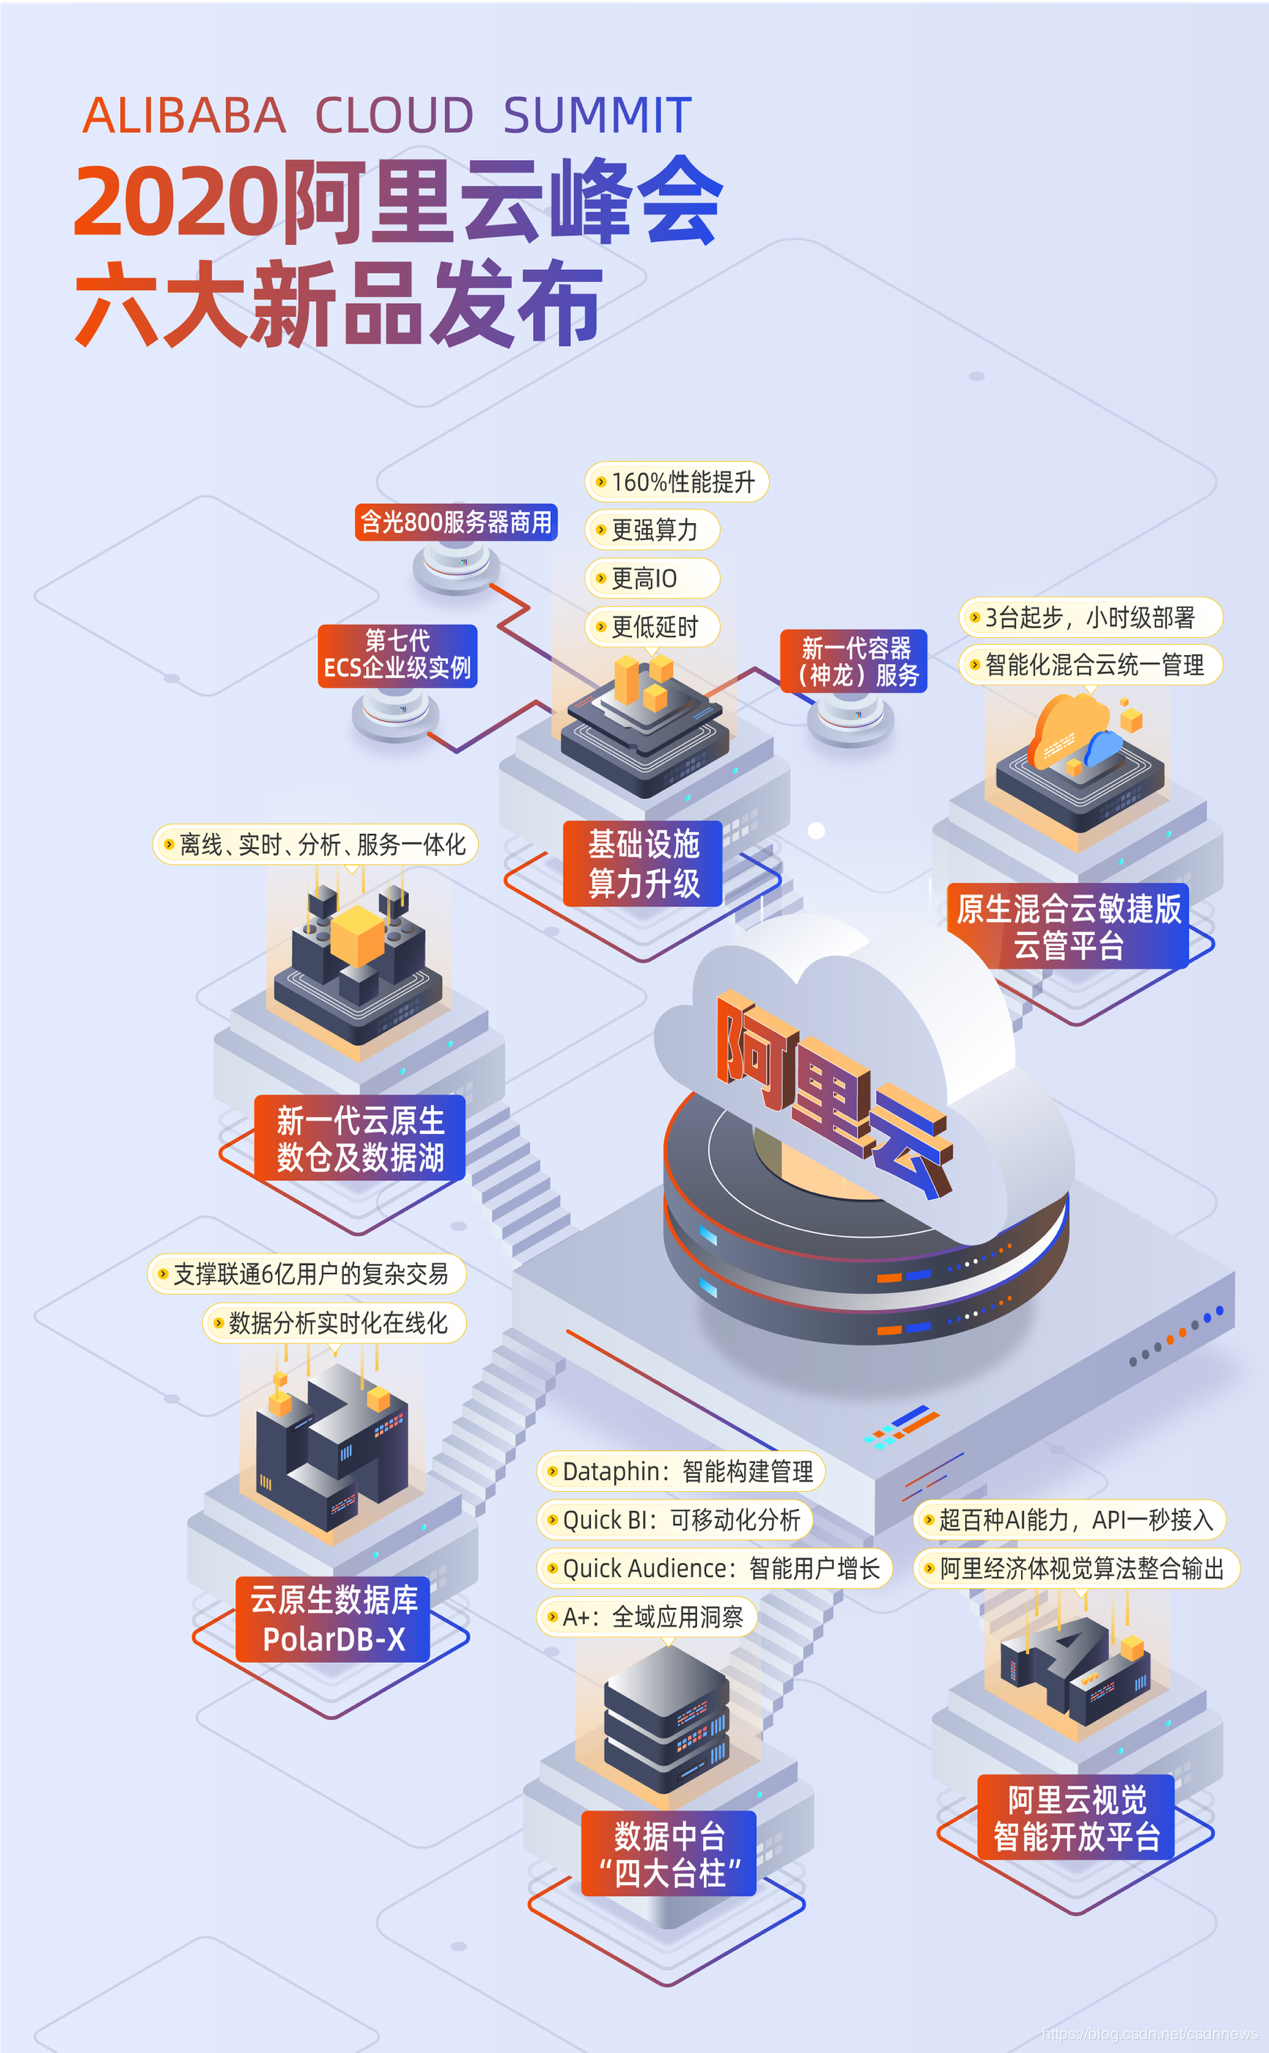 ALIBABA CLOUD SUMMIT
2020阿里云峰会
六大新品发布
160%性能提升
更强算力
更高IO
更低延时
含光800服务器商用
第七代
ECS企业级实例
新一代容器
（神龙）服务
基础设施
算力升级
3台起步，小时级部署
智能化混合云统一管理
原生混合云敏捷版
云管平台
离线、实时、分析、服务一体化
新一代云原生
数仓及数据湖
阿里云
支撑联通6亿用户的复杂交易
数据分析实时化在线化
云原生数据库
PolarDB-X
Dataphin：智能构建管理
Quick BI：可移动化分析
Quick Audience：智能用户增长
A+：全域应用洞察
数据中台
“四大台柱”
超百种AI能力，API一秒接入
阿里经济体视觉算法整合输出
AI
阿里云视觉
智能开放平台
https://blog.csdn.net/csdnnews